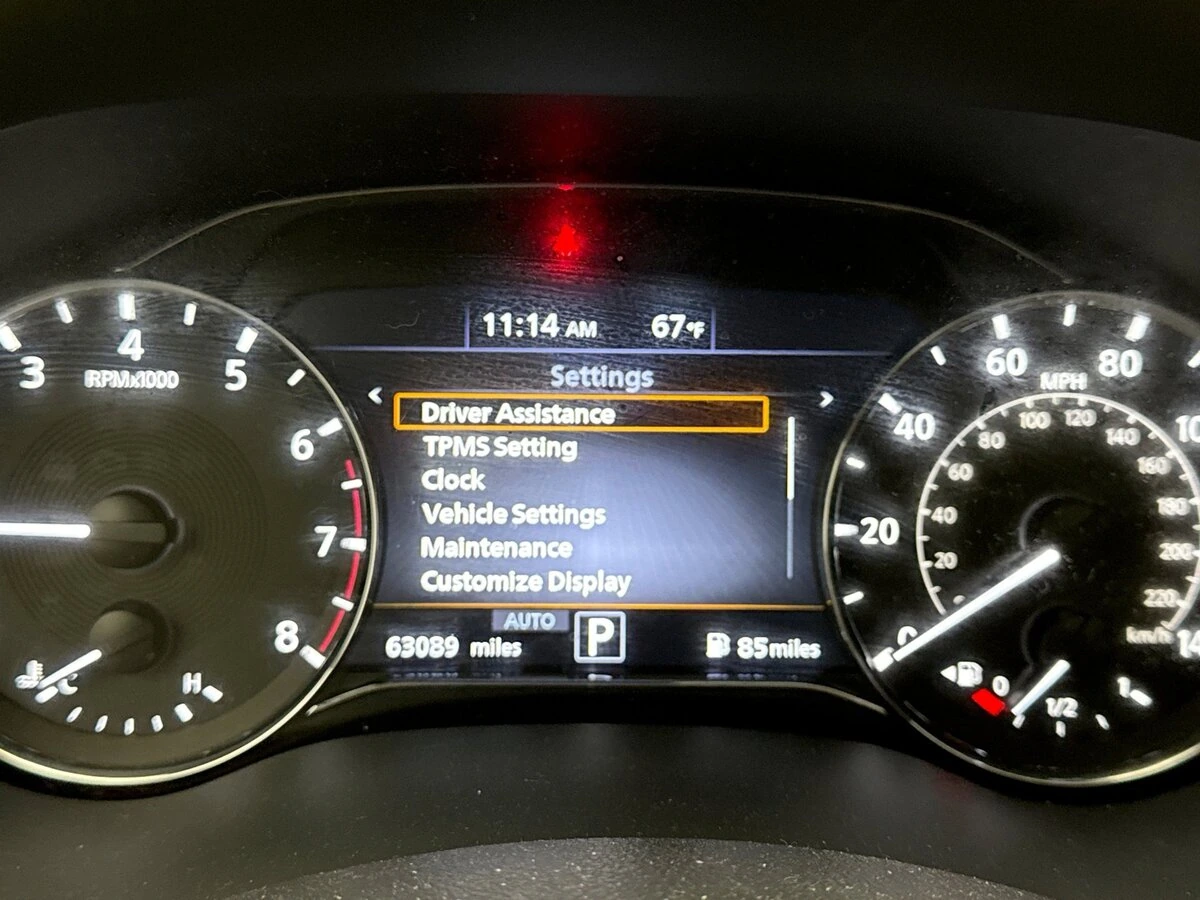 11:14 AM 67°F
Settings
Driver Assistance
TPMS Setting
Clock
Vehicle Settings
Maintenance
Customize Display
AUTO
63089 miles P 85miles
3 4 5 6 7 8
RPMx1000
C H
0 20 40 60 80
MPH
20 40 60 80 100 120 140 160 180 200 220
km/h
0 1/2 1